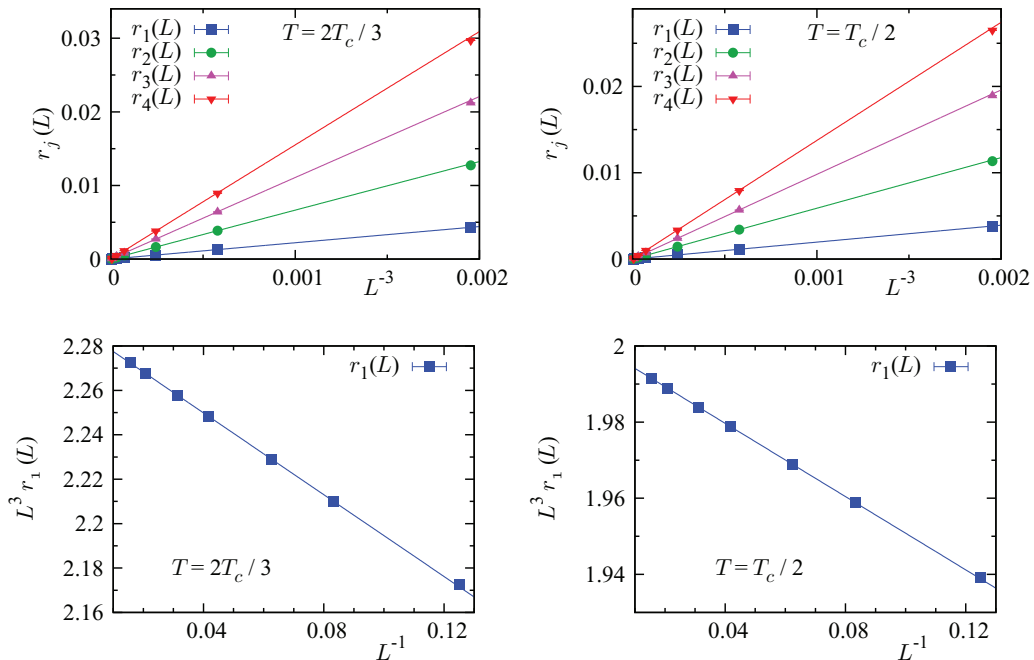 r1(L)
r2(L)
r3(L)
r4(L)
T = 2Tc / 3
0.03
0.02
0.01
0
rj (L)
0
0.001
0.002
L-3
r1(L)
r2(L)
r3(L)
r4(L)
T = Tc / 2
0.02
0.01
0
rj (L)
0
0.001
0.002
L-3
2.28
2.26
2.24
2.22
2.20
2.18
2.16
L3 r1 (L)
r1(L)
T = 2Tc / 3
0.04
0.08
0.12
L-1
2
1.98
1.96
1.94
L3 r1 (L)
r1(L)
T = Tc / 2
0.04
0.08
0.12
L-1